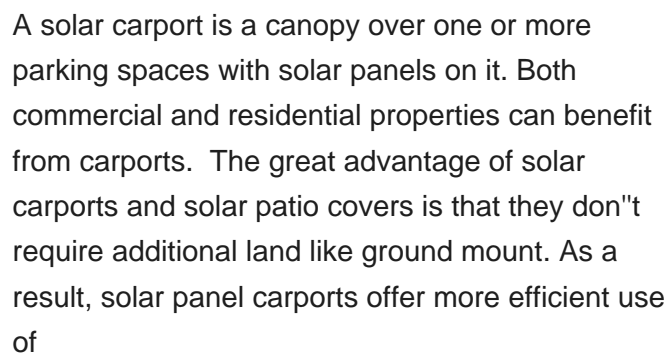 A solar carport is a canopy over one or more
parking spaces with solar panels on it. Both
commercial and residential properties can benefit
from carports.  The great advantage of solar
carports and solar patio covers is that they don"t
require additional land like ground mount. As a
result, solar panel carports offer more efficient use
of